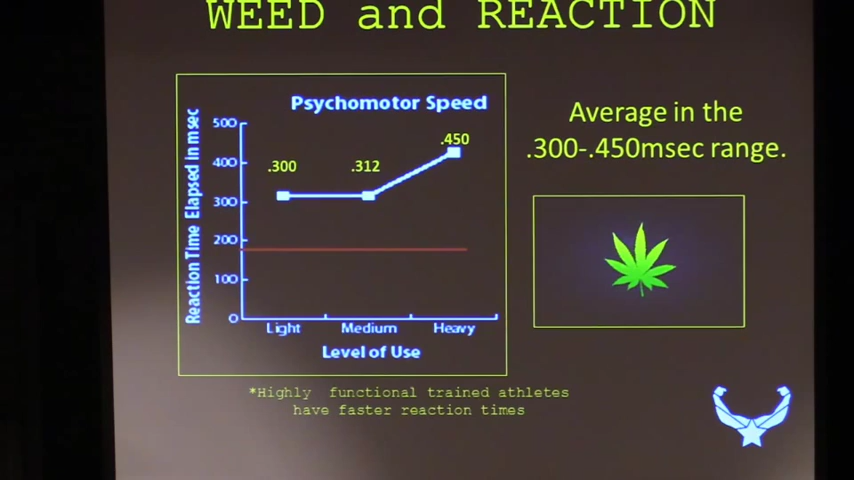 WEED and REACTION
Psychomotor Speed
Reaction Time Elapsed in msec
500
400
300
200
100
0
.300
.312
.450
Light
Medium
Heavy
Level of Use
Average in the
.300-.450msec range.
*Highly functional trained athletes
have faster reaction times